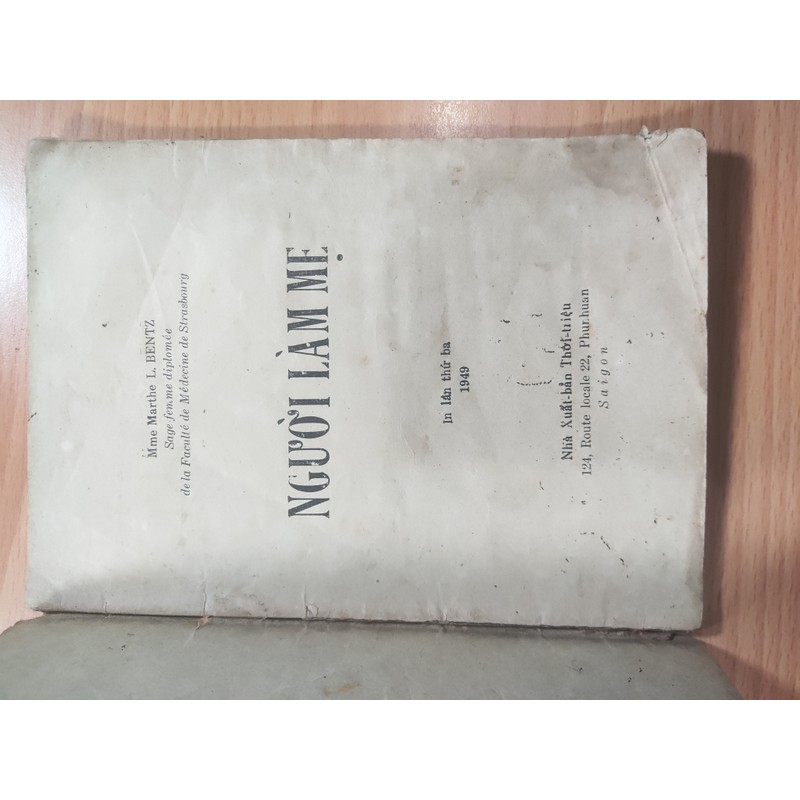 Mme Marthe L. BENTZ
Sage femme diplomée
de la Faculté de Médecine de Strasbourg
NGƯỜI LÀM MẸ
In lần thứ ba
1949
Nhà Xuất-bản Thời-triệu
124, Route locale 22, Phu-nhuan
Saigon